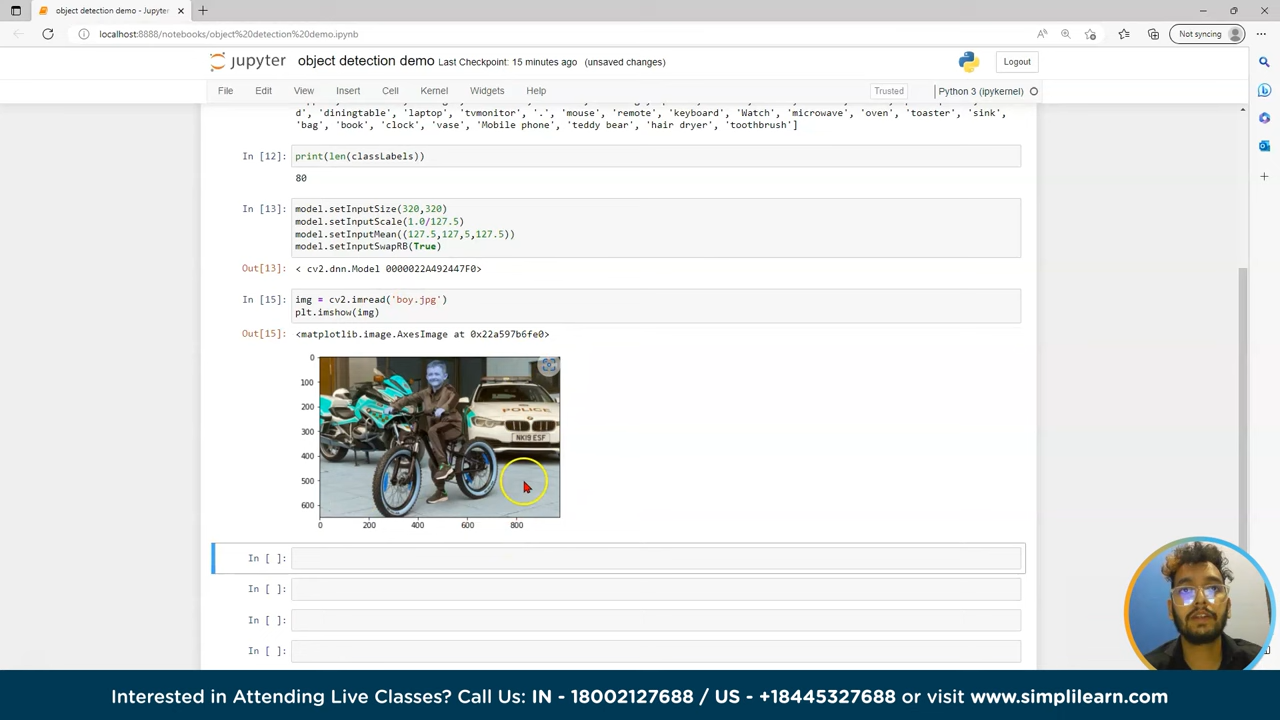 object detection demo - Jupyter
localhost:8888/notebooks/object%20detection%20demo.ipynb
Not syncing
jupyter object detection demo Last Checkpoint: 15 minutes ago (unsaved changes)
Logout
File Edit View Insert Cell Kernel Widgets Help
Trusted Python 3 (ipykernel)
d', 'diningtable', 'laptop', 'tvmonitor', '.', 'mouse', 'remote', 'keyboard', 'Watch', 'microwave', 'oven', 'toaster', 'sink',
'bag', 'book', 'clock', 'vase', 'Mobile phone', 'teddy bear', 'hair dryer', 'toothbrush']
In [12]: print(len(classLabels))
80
In [13]: model.setInputSize(320,320)
model.setInputScale(1.0/127.5)
model.setInputMean((127.5,127,5,127.5))
model.setInputSwapRB(True)
Out[13]: < cv2.dnn.Model 0000022A492447F0>
In [15]: img = cv2.imread('boy.jpg')
plt.imshow(img)
Out[15]: <matplotlib.image.AxesImage at 0x22a597b6fe0>
0
100
200
300
400
500
600
0 200 400 600 800
POLICE
NK19 ESF
In [ ]:
In [ ]:
In [ ]:
In [ ]:
Interested in Attending Live Classes? Call Us: IN - 18002127688 / US - +18445327688 or visit www.simplilearn.com